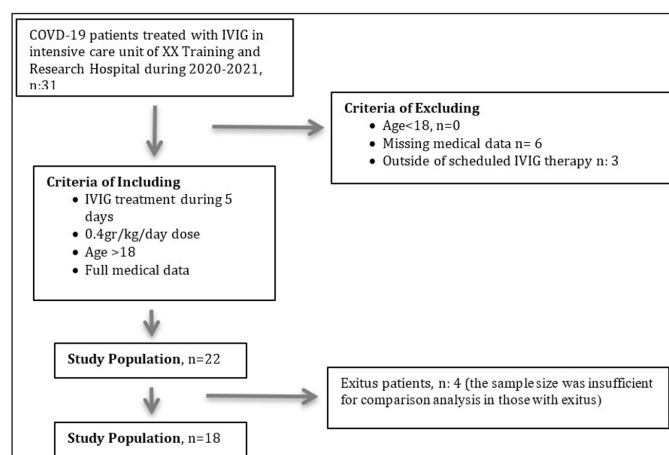 COVD-19 patients treated with IVIG in
intensive care unit of XX Training and
Research Hospital during 2020-2021,
n:31
Criteria of Excluding
• Age<18, n=0
• Missing medical data n= 6
• Outside of scheduled IVIG therapy n: 3
Criteria of Including
• IVIG treatment during 5
days
• 0.4gr/kg/day dose
• Age >18
• Full medical data
Study Population, n=22
Exitus patients, n: 4 (the sample size was insufficient
for comparison analysis in those with exitus)
Study Population, n=18